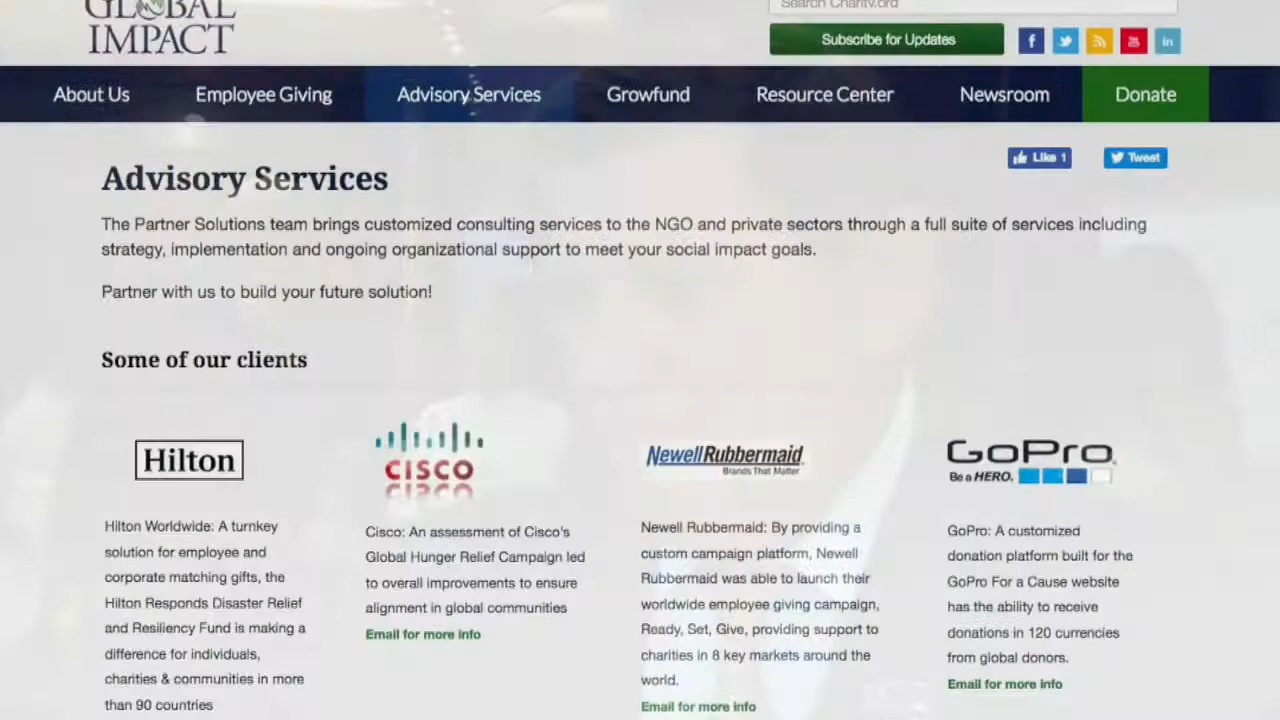 GLOBAL
IMPACT
Search Charity.org
Subscribe for Updates
About Us
Employee Giving
Advisory Services
Growfund
Resource Center
Newsroom
Donate
Like 1
Tweet
Advisory Services
The Partner Solutions team brings customized consulting services to the NGO and private sectors through a full suite of services including
strategy, implementation and ongoing organizational support to meet your social impact goals.
Partner with us to build your future solution!
Some of our clients
Hilton
Hilton Worldwide: A turnkey
solution for employee and
corporate matching gifts, the
Hilton Responds Disaster Relief
and Resiliency Fund is making a
difference for individuals,
charities & communities in more
than 90 countries
CISCO
Cisco: An assessment of Cisco's
Global Hunger Relief Campaign led
to overall improvements to ensure
alignment in global communities
Email for more info
NewellRubbermaid
Brands That Matter
Newell Rubbermaid: By providing a
custom campaign platform, Newell
Rubbermaid was able to launch their
worldwide employee giving campaign,
Ready, Set, Give, providing support to
charities in 8 key markets around the
world.
Email for more info
GoPro
Be a HERO.
GoPro: A customized
donation platform built for the
GoPro For a Cause website
has the ability to receive
donations in 120 currencies
from global donors.
Email for more info